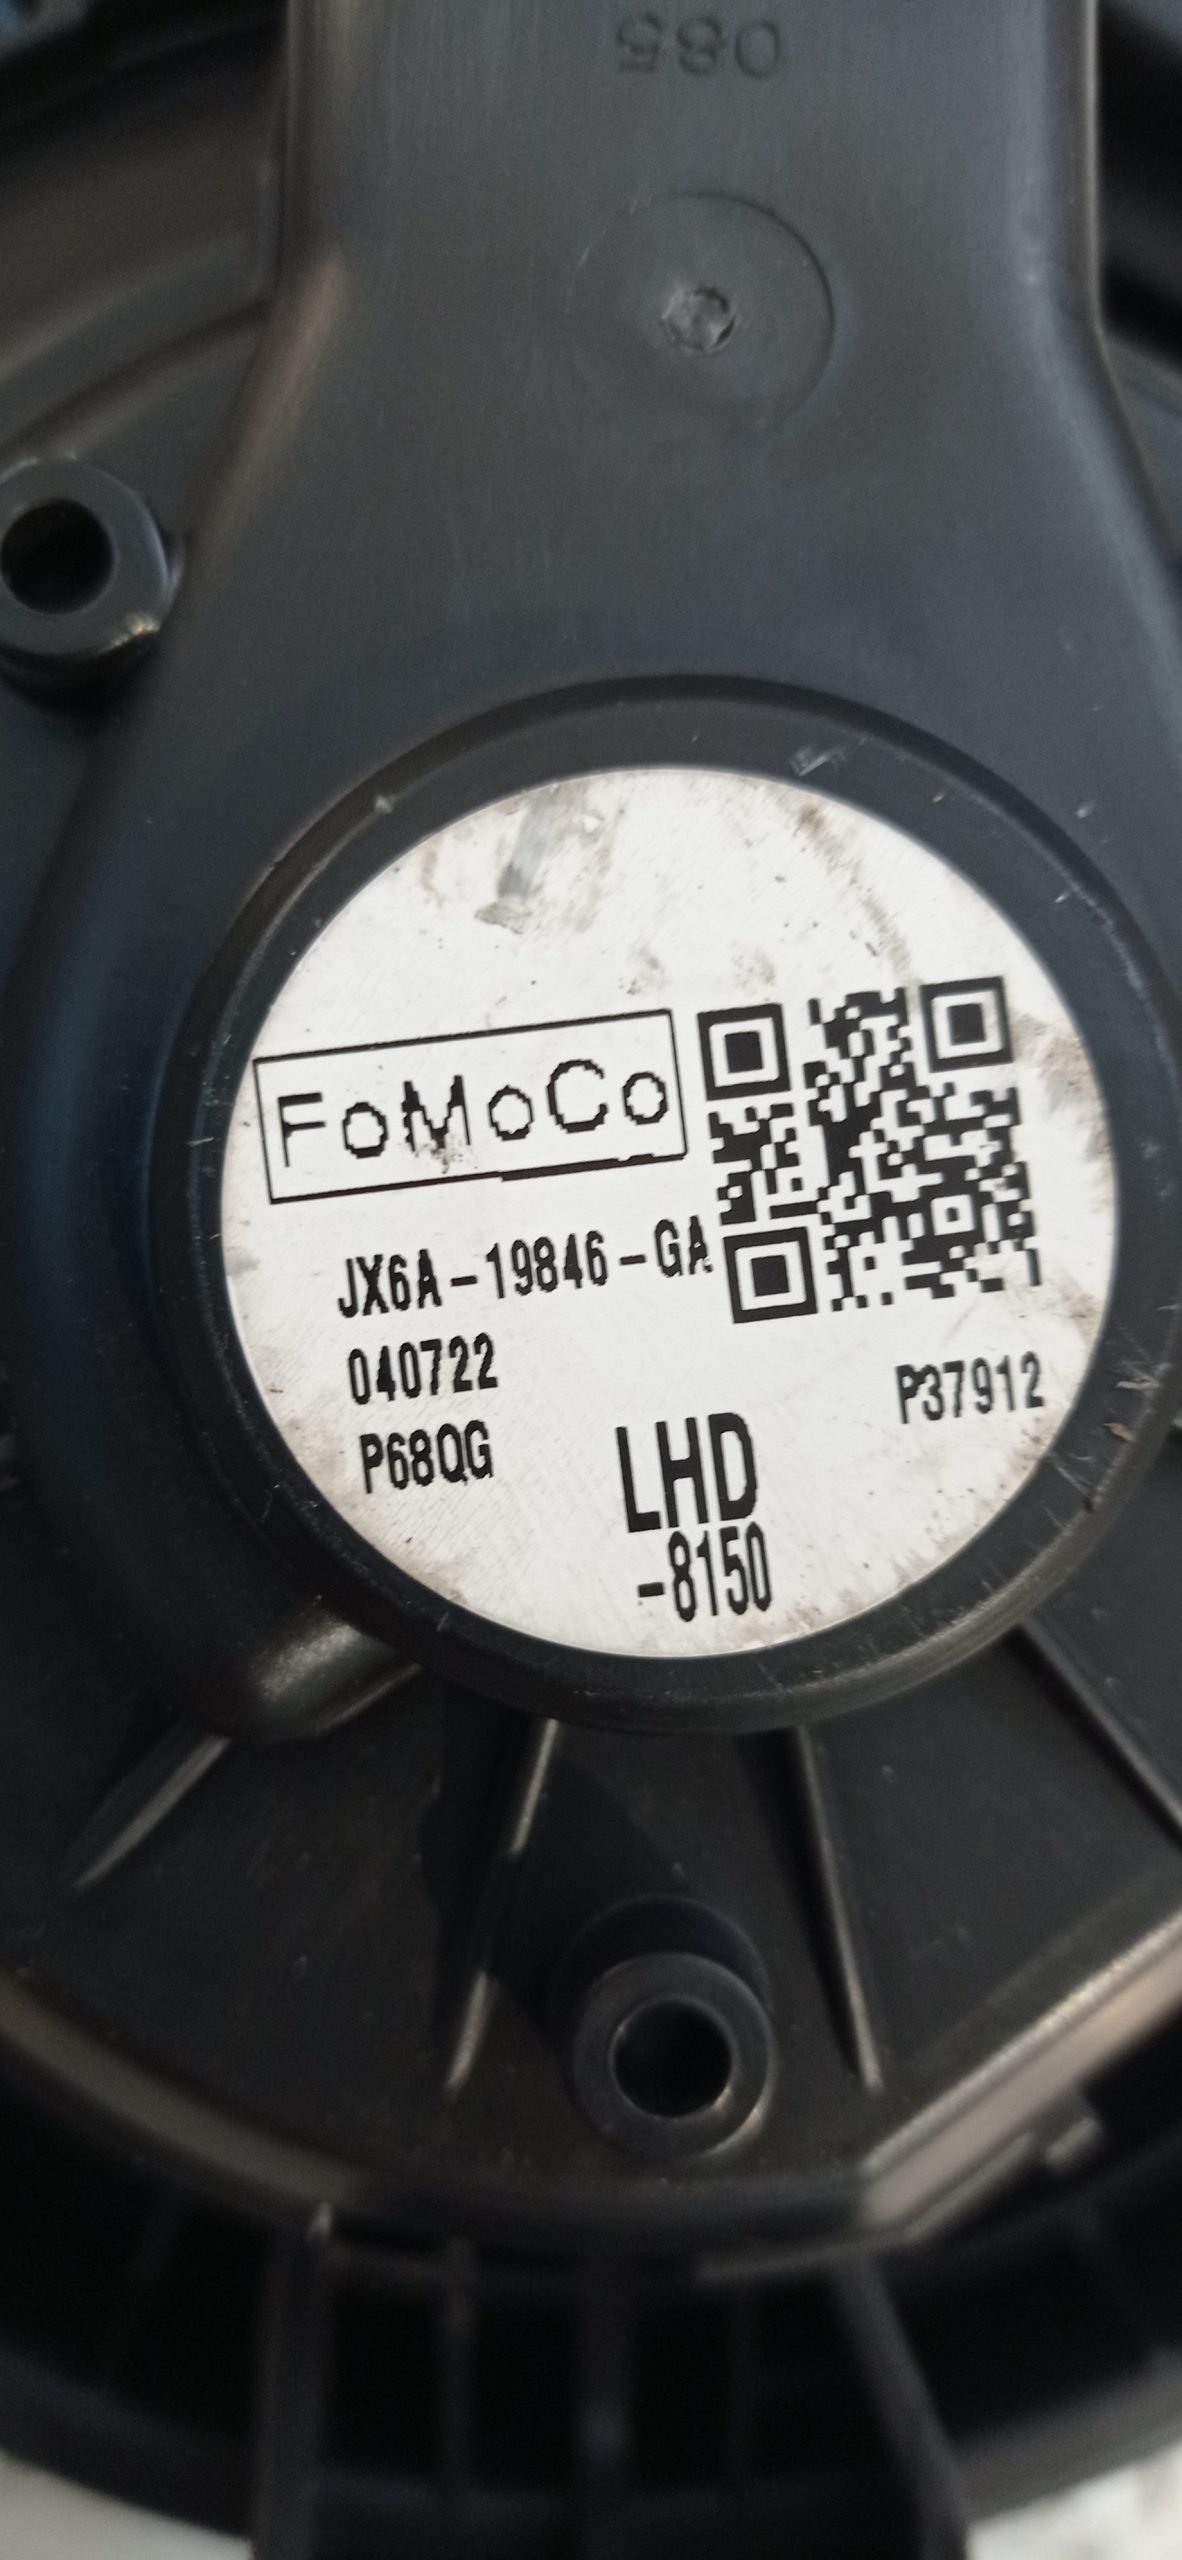 085
FoMoCo
JX6A-19846-GA
040722
P37912
P68QG
LHD
-8150